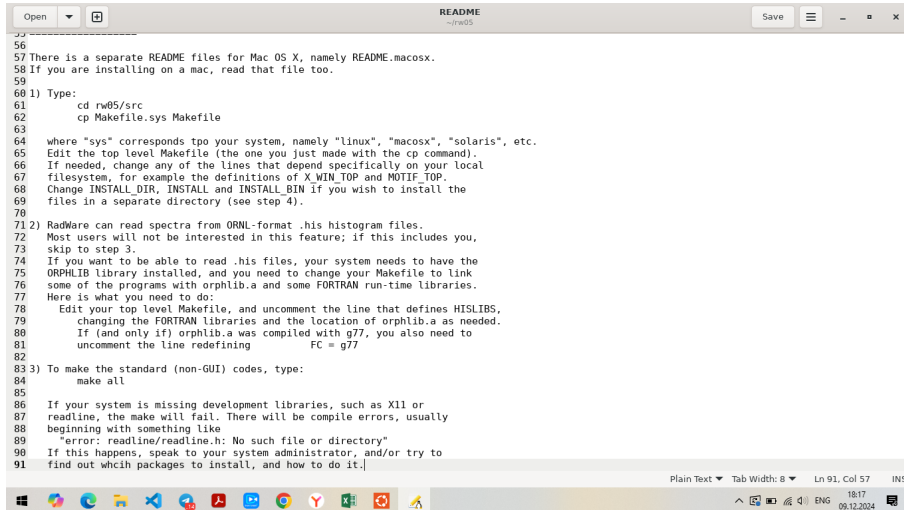 Open
README
~/rw05
Save
55 ==================
56
57 There is a separate README files for Mac OS X, namely README.macosx.
58 If you are installing on a mac, read that file too.
59
60 1) Type:
61         cd rw05/src
62         cp Makefile.sys Makefile
63
64    where "sys" corresponds tpo your system, namely "linux", "macosx", "solaris", etc.
65    Edit the top level Makefile (the one you just made with the cp command).
66    If needed, change any of the lines that depend specifically on your local
67    filesystem, for example the definitions of X_WIN_TOP and MOTIF_TOP.
68    Change INSTALL_DIR, INSTALL and INSTALL_BIN if you wish to install the
69    files in a separate directory (see step 4).
70
71 2) RadWare can read spectra from ORNL-format .his histogram files.
72    Most users will not be interested in this feature; if this includes you,
73    skip to step 3.
74    If you want to be able to read .his files, your system needs to have the
75    ORPHLIB library installed, and you need to change your Makefile to link
76    some of the programs with orphlib.a and some FORTRAN run-time libraries.
77    Here is what you need to do:
78      Edit your top level Makefile, and uncomment the line that defines HISLIBS,
79         changing the FORTRAN libraries and the location of orphlib.a as needed.
80         If (and only if) orphlib.a was compiled with g77, you also need to
81         uncomment the line redefining          FC = g77
82
83 3) To make the standard (non-GUI) codes, type:
84         make all
85
86    If your system is missing development libraries, such as X11 or
87    readline, the make will fail. There will be compile errors, usually
88    beginning with something like
89      "error: readline/readline.h: No such file or directory"
90    If this happens, speak to your system administrator, and/or try to
91    find out whcih packages to install, and how to do it.
Plain Text Tab Width: 8 Ln 91, Col 57 INS
ENG 18:17
09.12.2024